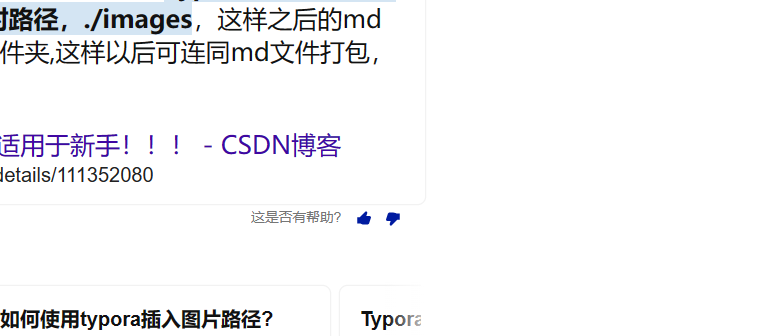 时路径，./images，这样之后的md
件夹,这样以后可连同md文件打包，
适用于新手！！！ - CSDN博客
details/111352080
这是否有帮助?
如何使用typora插入图片路径?
Typora